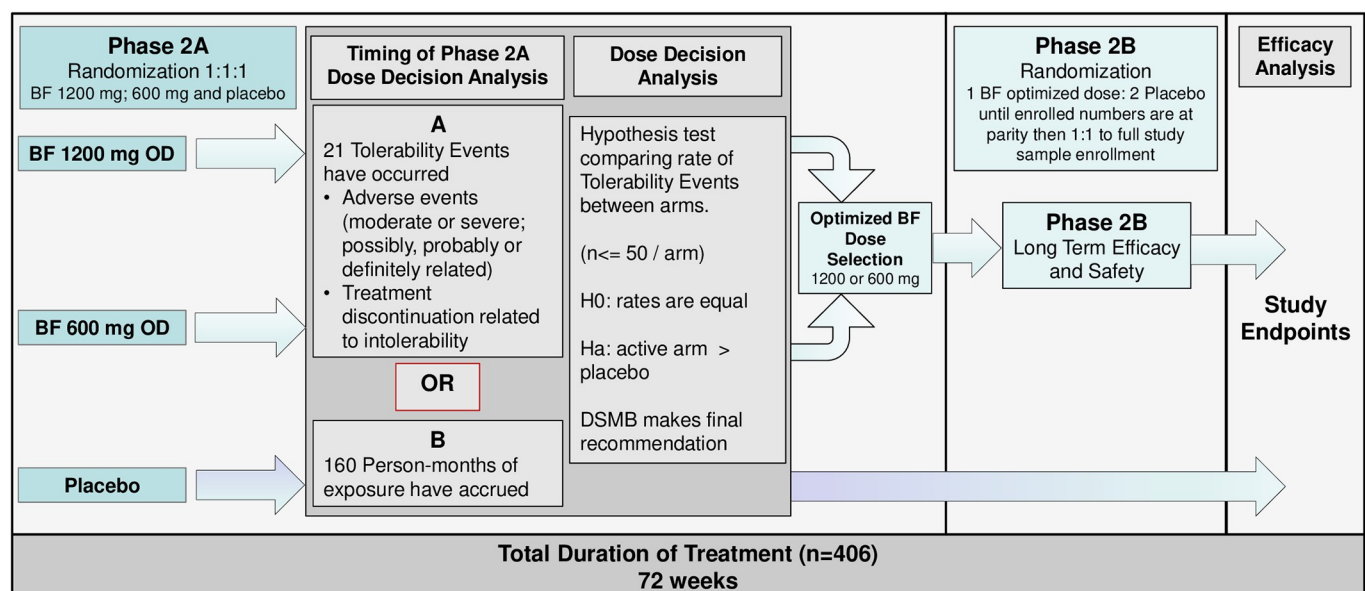 Phase 2A
Randomization 1:1:1
BF 1200 mg; 600 mg and placebo
BF 1200 mg OD
BF 600 mg OD
Placebo
Timing of Phase 2A
Dose Decision Analysis
A
21 Tolerability Events
have occurred
• Adverse events
(moderate or severe;
possibly, probably or
definitely related)
• Treatment
discontinuation related
to intolerability
OR
B
160 Person-months of
exposure have accrued
Dose Decision
Analysis
Hypothesis test
comparing rate of
Tolerability Events
between arms.
(n<= 50 / arm)
H0: rates are equal
Ha: active arm >
placebo
DSMB makes final
recommendation
Optimized BF
Dose
Selection
1200 or 600 mg
Phase 2B
Randomization
1 BF optimized dose: 2 Placebo
until enrolled numbers are at
parity then 1:1 to full study
sample enrollment
Phase 2B
Long Term Efficacy
and Safety
Efficacy
Analysis
Study
Endpoints
Total Duration of Treatment (n=406)
72 weeks